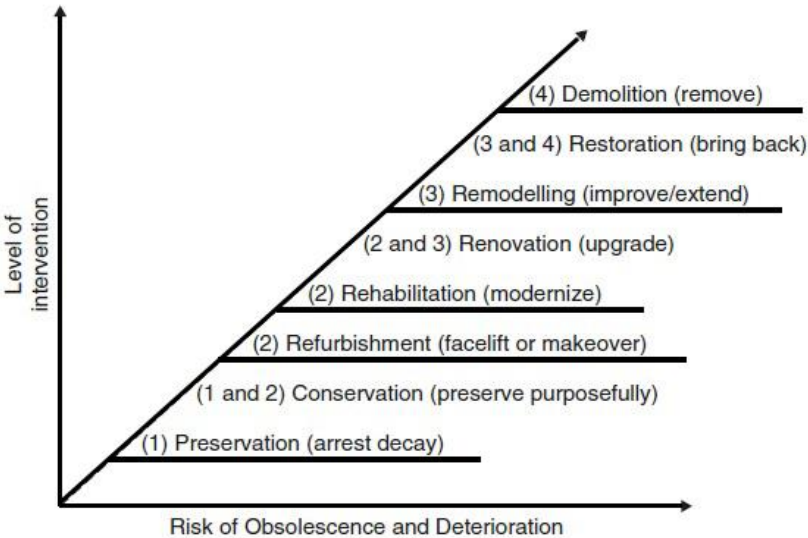 (4) Demolition (remove)
(3 and 4) Restoration (bring back)
(3) Remodelling (improve/extend)
(2 and 3) Renovation (upgrade)
(2) Rehabilitation (modernize)
(2) Refurbishment (facelift or makeover)
(1 and 2) Conservation (preserve purposefully)
(1) Preservation (arrest decay)
Level of
intervention
Risk of Obsolescence and Deterioration